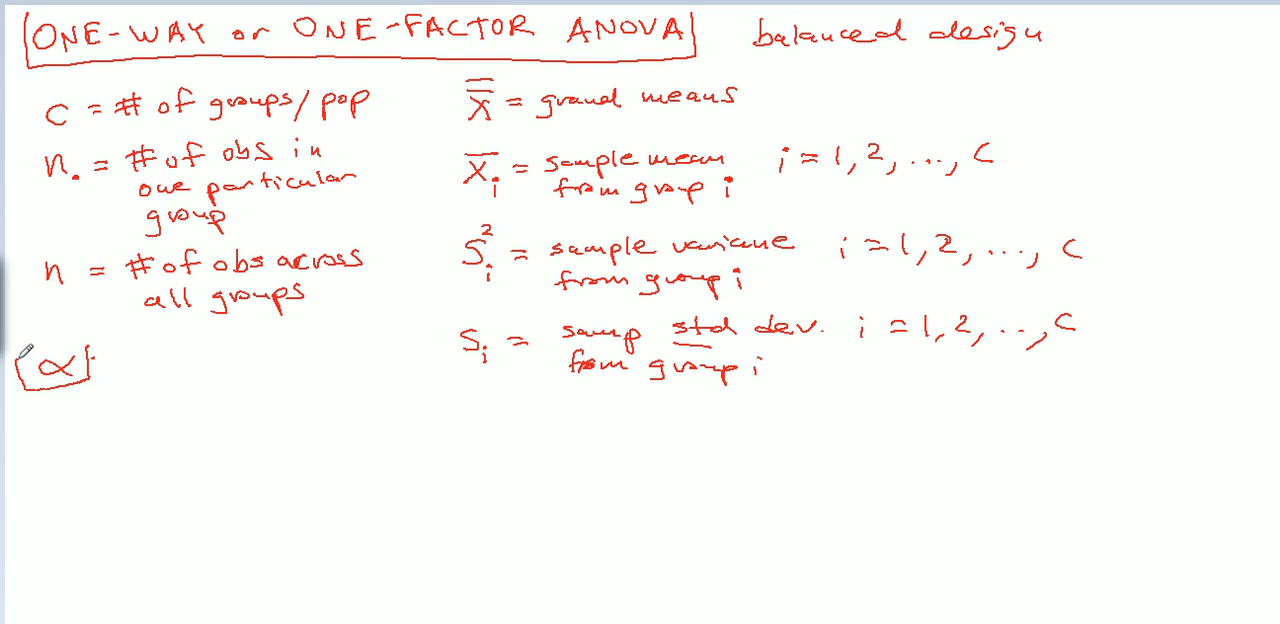 ONE-WAY or ONE-FACTOR ANOVA balanced design
C = # of groups/pop
n. = # of obs in
one particular
group
n = # of obs across
all groups
α
X̿ = grand means
X̅i = sample mean i = 1, 2, ..., C
from group i
S²i = sample variance i = 1, 2, ..., C
from group i
Si = samp std dev. i = 1, 2, .., C
from group i